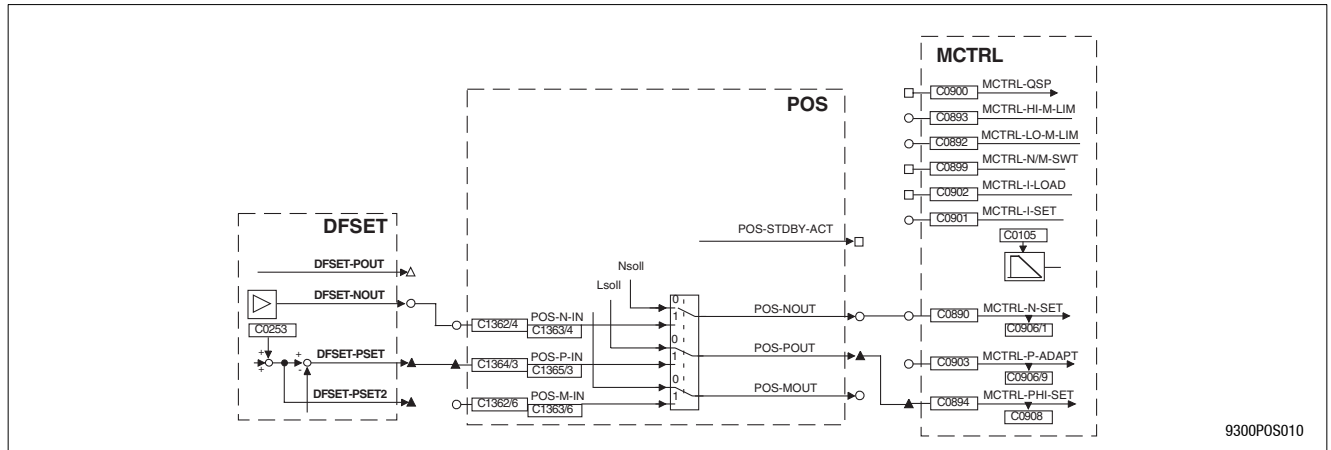 DFSET
DFSET-POUT
DFSET-NOUT
C0253
+
+
+
-
DFSET-PSET
DFSET-PSET2
POS
POS-STDBY-ACT
Nsoll
Lsoll
C1362/4
POS-N-IN
C1363/4
C1364/3
POS-P-IN
C1365/3
C1362/6
POS-M-IN
C1363/6
0
1
0
1
0
1
POS-NOUT
POS-POUT
POS-MOUT
MCTRL
C0900
MCTRL-QSP
C0893
MCTRL-HI-M-LIM
C0892
MCTRL-LO-M-LIM
C0899
MCTRL-N/M-SWT
C0902
MCTRL-I-LOAD
C0901
MCTRL-I-SET
C0105
C0890
MCTRL-N-SET
C0906/1
C0903
MCTRL-P-ADAPT
C0906/9
C0894
MCTRL-PHI-SET
C0908
9300POS010